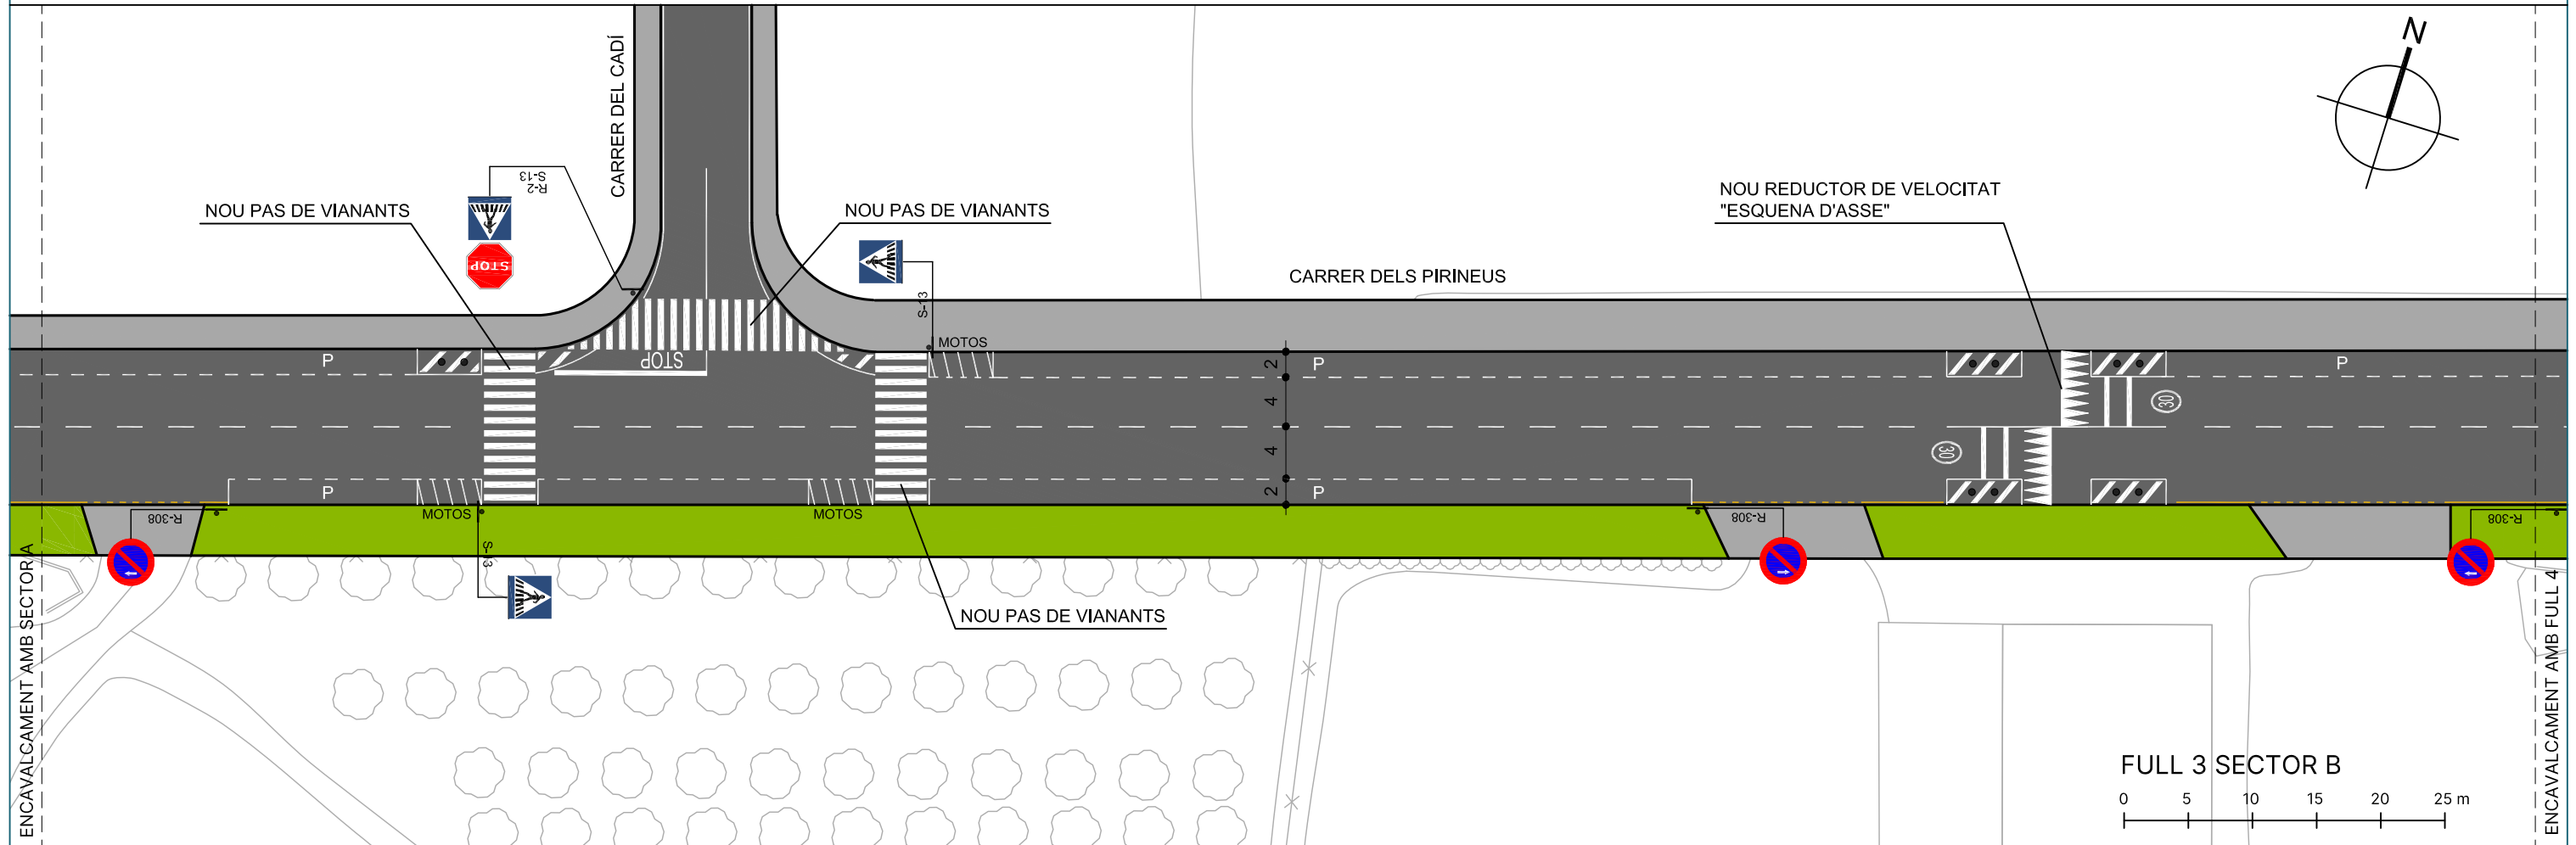 N
CARRER DEL CADÍ
R-2
S-13
STOP
NOU PAS DE VIANANTS
NOU PAS DE VIANANTS
NOU REDUCTOR DE VELOCITAT
"ESQUENA D'ASSE"
CARRER DELS PIRINEUS
S-13
MOTOS
STOP
P
P
P
2
4
4
2
30
30
P
P
P
MOTOS
MOTOS
R-308
S-13
R-308
R-308
NOU PAS DE VIANANTS
ENCAVALCAMENT AMB SECTOR A
ENCAVALCAMENT AMB FULL 4
FULL 3 SECTOR B
0 5 10 15 20 25 m